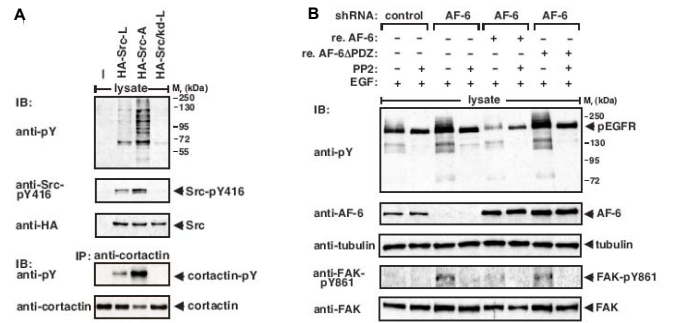 A
–
HA-Src-L
HA-Src-A
HA-Src/kd-L
lysate
Mr (kDa)
IB:
anti-pY
-250
-130
-95
-72
-55
anti-Src-pY416
Src-pY416
anti-HA
Src
IP: anti-cortactin
IB:
anti-pY
cortactin-pY
anti-cortactin
cortactin
B
shRNA: control AF-6 AF-6 AF-6
re. AF-6: – – – – + + – –
re. AF-6ΔPDZ: – – – – – – + +
PP2: – + – + – + – +
EGF: + + + + + + + +
lysate
Mr (kDa)
IB:
anti-pY
-250
pEGFR
-130
-95
-72
anti-AF-6
AF-6
anti-tubulin
tubulin
anti-FAK-pY861
FAK-pY861
anti-FAK
FAK